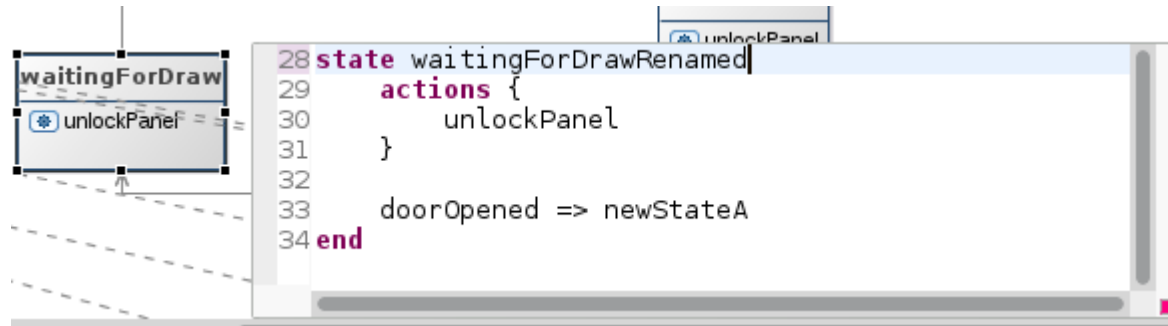 unlockPanel
waitingForDraw
unlockPanel
28 state waitingForDrawRenamed
29     actions {
30         unlockPanel
31     }
32
33     doorOpened => newStateA
34 end